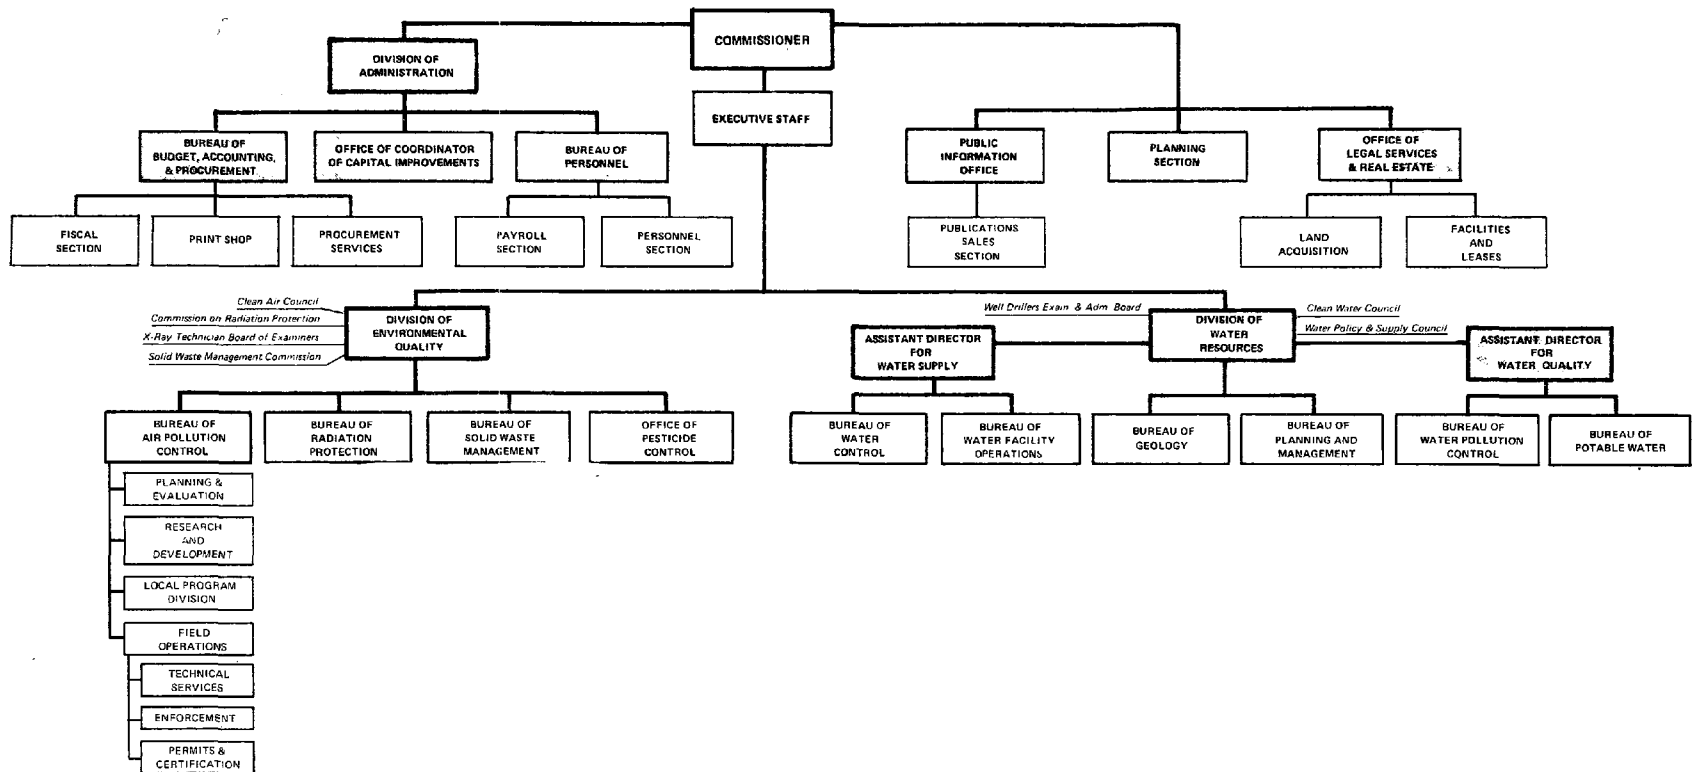 COMMISSIONER
DIVISION OF
ADMINISTRATION
EXECUTIVE STAFF
BUREAU OF
BUDGET, ACCOUNTING,
& PROCUREMENT
OFFICE OF COORDINATOR
OF CAPITAL IMPROVEMENTS
BUREAU OF
PERSONNEL
PUBLIC
INFORMATION
OFFICE
PLANNING
SECTION
OFFICE OF
LEGAL SERVICES
& REAL ESTATE
FISCAL
SECTION
PRINT SHOP
PROCUREMENT
SERVICES
PAYROLL
SECTION
PERSONNEL
SECTION
PUBLICATIONS
SALES
SECTION
LAND
ACQUISITION
FACILITIES
AND
LEASES
Clean Air Council
Commission on Radiation Protection
X-Ray Technician Board of Examiners
Solid Waste Management Commission
DIVISION OF
ENVIRONMENTAL
QUALITY
Well Drillers Exam. & Adm. Board
DIVISION OF
WATER
RESOURCES
Clean Water Council
Water Policy & Supply Council
ASSISTANT DIRECTOR
FOR
WATER SUPPLY
ASSISTANT DIRECTOR
FOR
WATER QUALITY
BUREAU OF
AIR POLLUTION
CONTROL
BUREAU OF
RADIATION
PROTECTION
BUREAU OF
SOLID WASTE
MANAGEMENT
OFFICE OF
PESTICIDE
CONTROL
BUREAU OF
WATER
CONTROL
BUREAU OF
WATER FACILITY
OPERATIONS
BUREAU OF
GEOLOGY
BUREAU OF
PLANNING AND
MANAGEMENT
BUREAU OF
WATER POLLUTION
CONTROL
BUREAU OF
POTABLE WATER
PLANNING &
EVALUATION
RESEARCH
AND
DEVELOPMENT
LOCAL PROGRAM
DIVISION
FIELD
OPERATIONS
TECHNICAL
SERVICES
ENFORCEMENT
PERMITS &
CERTIFICATION